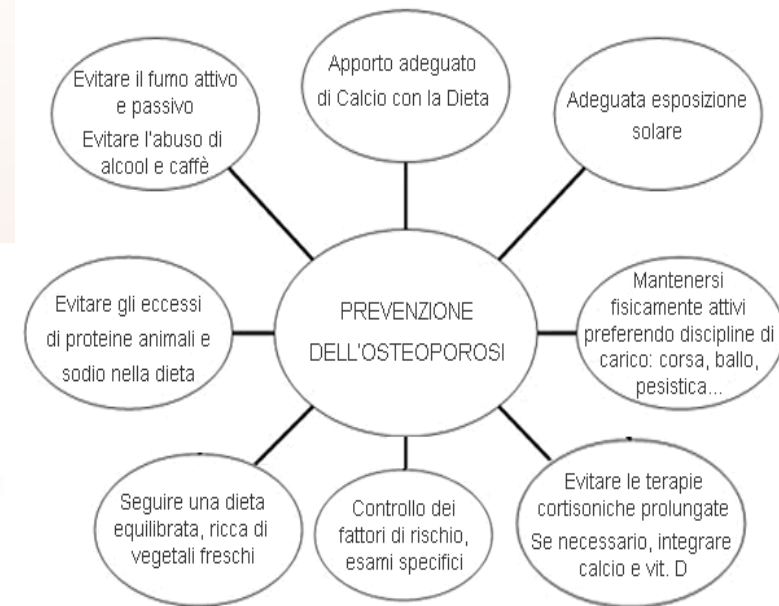 Evitare il fumo attivo
e passivo
Evitare l'abuso di
alcool e caffè
Apporto adeguato
di Calcio con la Dieta
Adeguata esposizione
solare
Evitare gli eccessi
di proteine animali e
sodio nella dieta
PREVENZIONE
DELL'OSTEOPOROSI
Mantenersi
fisicamente attivi
preferendo discipline di
carico: corsa, ballo,
pesistica...
Seguire una dieta
equilibrata, ricca di
vegetali freschi
Controllo dei
fattori di rischio,
esami specifici
Evitare le terapie
cortisoniche prolungate
Se necessario, integrare
calcio e vit. D